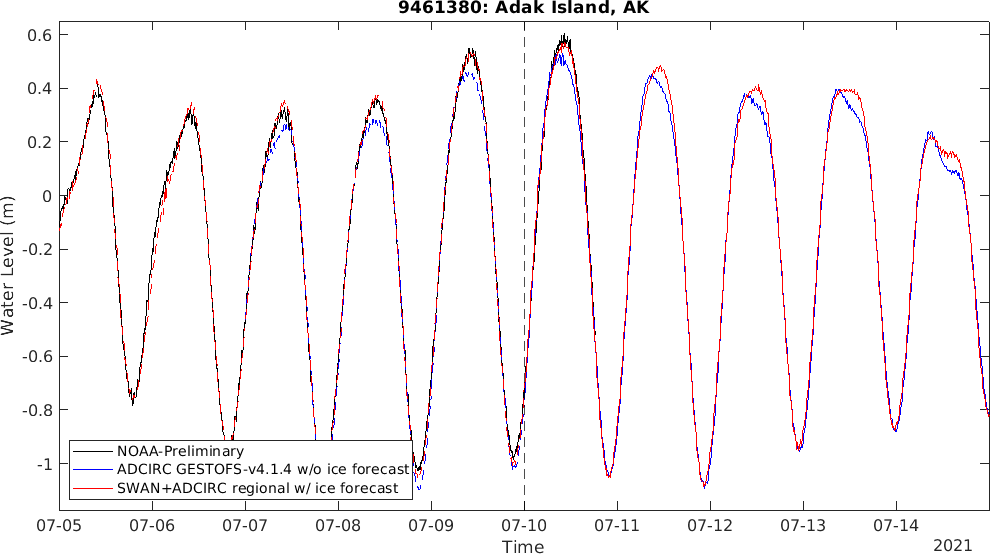 9461380: Adak Island, AK
Water Level (m)
0.6
0.4
0.2
0
-0.2
-0.4
-0.6
-0.8
-1
NOAA-Preliminary
ADCIRC GESTOFS-v4.1.4 w/o ice forecast
SWAN+ADCIRC regional w/ ice forecast
07-05 07-06 07-07 07-08 07-09 07-10 07-11 07-12 07-13 07-14
Time
2021